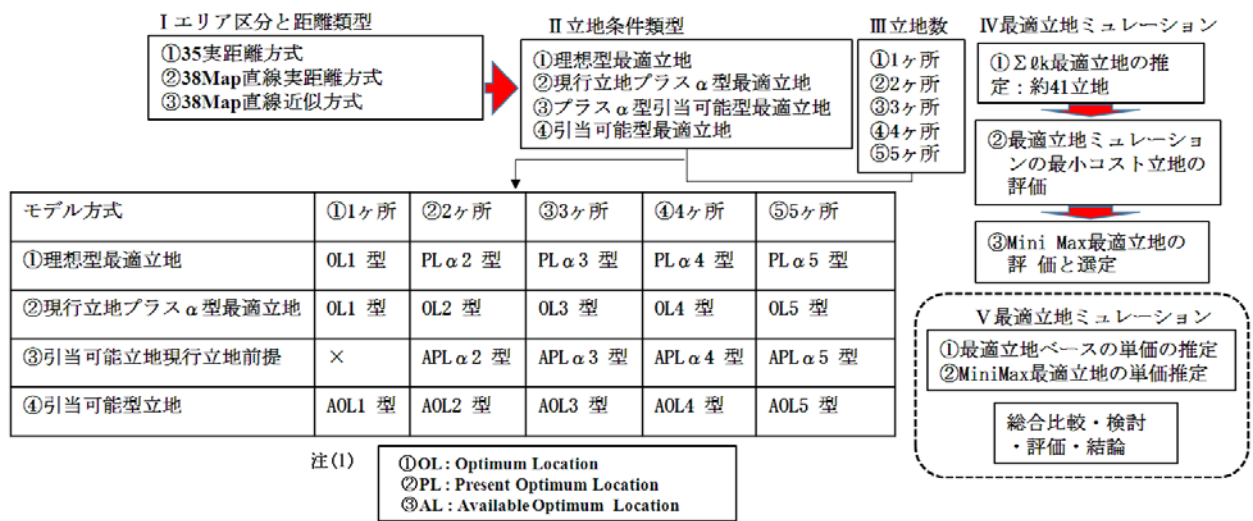 Ⅰエリア区分と距離類型
①35実距離方式
②38Map直線実距離方式
③38Map直線近似方式
Ⅱ立地条件類型
①理想型最適立地
②現行立地プラスα型最適立地
③プラスα型引当可能型最適立地
④引当可能型最適立地
Ⅲ立地数
①1ヶ所
②2ヶ所
③3ヶ所
④4ヶ所
⑤5ヶ所
Ⅳ最適立地ミュレーション
①Σℓk最適立地の推
定：約41立地
②最適立地ミュレーショ
ンの最小コスト立地の
評価
③Mini Max最適立地の
評 価と選定
モデル方式 ①1ヶ所 ②2ヶ所 ③3ヶ所 ④4ヶ所 ⑤5ヶ所
①理想型最適立地 OL1 型 PLα2 型 PLα3 型 PLα4 型 PLα5 型
②現行立地プラスα型最適立地 OL1 型 OL2 型 OL3 型 OL4 型 OL5 型
③引当可能立地現行立地前提 × APLα2 型 APLα3 型 APLα4 型 APLα5 型
④引当可能型立地 AOL1 型 AOL2 型 AOL3 型 AOL4 型 AOL5 型
Ⅴ最適立地ミュレーション
①最適立地ベースの単価の推定
②MiniMax最適立地の単価推定
総合比較・検討
・評価・結論
注(1)
①OL : Optimum Location
②PL : Present Optimum Location
③AL : Available Optimum Location